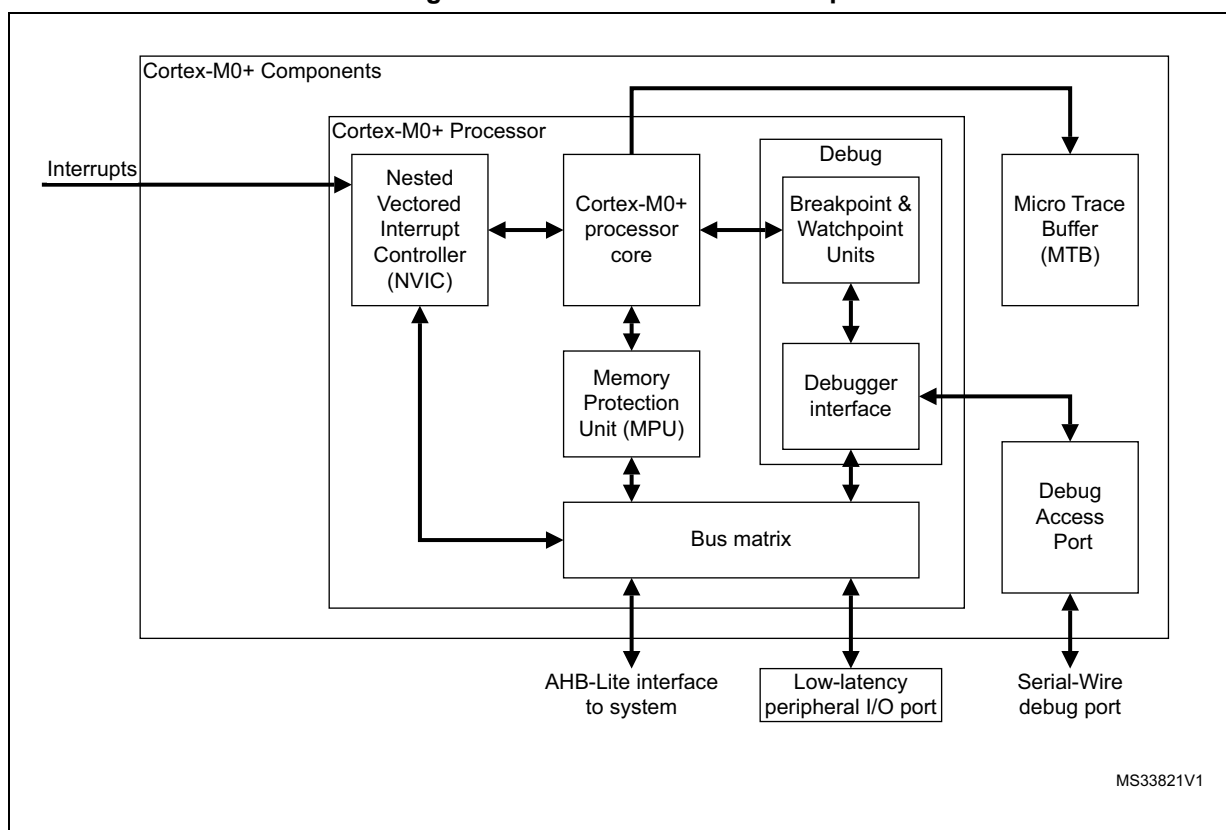 Cortex-M0+ Components
Cortex-M0+ Processor
Interrupts
Nested
Vectored
Interrupt
Controller
(NVIC)
Cortex-M0+
processor
core
Debug
Breakpoint &
Watchpoint
Units
Micro Trace
Buffer
(MTB)
Memory
Protection
Unit (MPU)
Debugger
interface
Debug
Access
Port
Bus matrix
AHB-Lite interface
to system
Low-latency
peripheral I/O port
Serial-Wire
debug port
MS33821V1